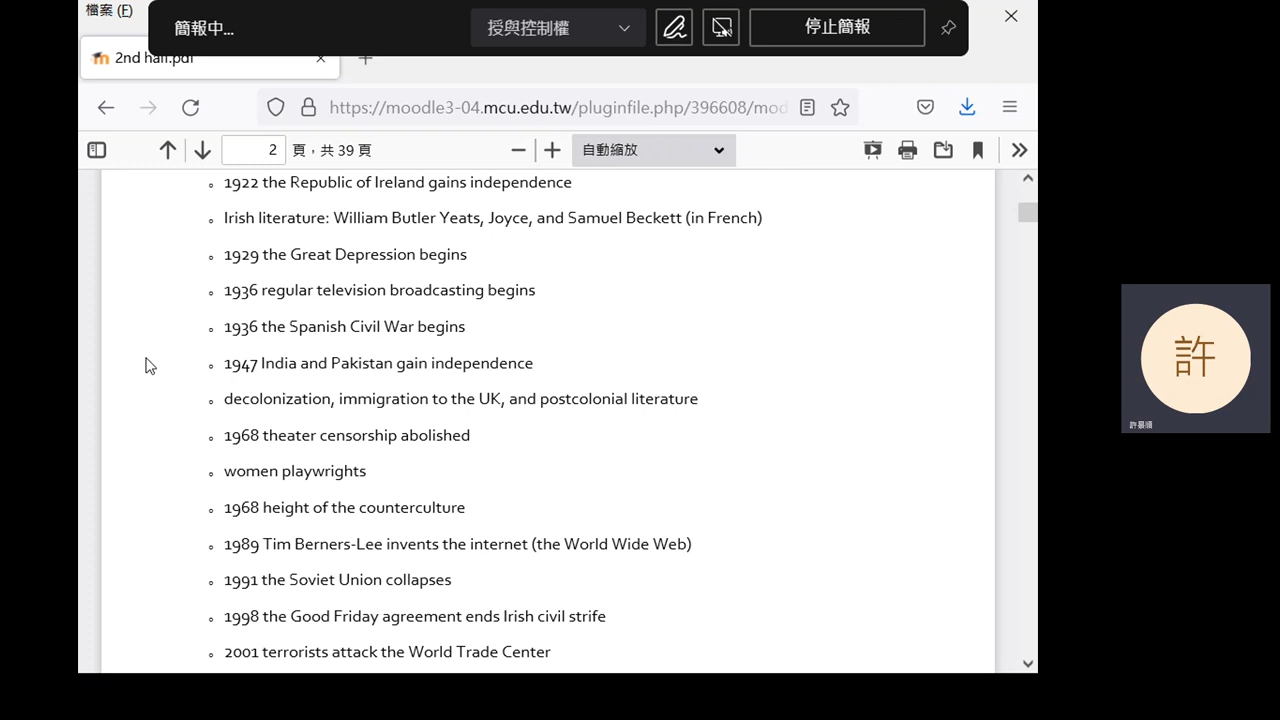 檔案 (F)
簡報中...
授與控制權
停止簡報
2nd half.pdf
https://moodle3-04.mcu.edu.tw/pluginfile.php/396608/mod
2 頁，共 39 頁
自動縮放
1922 the Republic of Ireland gains independence
Irish literature: William Butler Yeats, Joyce, and Samuel Beckett (in French)
1929 the Great Depression begins
1936 regular television broadcasting begins
1936 the Spanish Civil War begins
1947 India and Pakistan gain independence
decolonization, immigration to the UK, and postcolonial literature
1968 theater censorship abolished
women playwrights
1968 height of the counterculture
1989 Tim Berners-Lee invents the internet (the World Wide Web)
1991 the Soviet Union collapses
1998 the Good Friday agreement ends Irish civil strife
2001 terrorists attack the World Trade Center
許